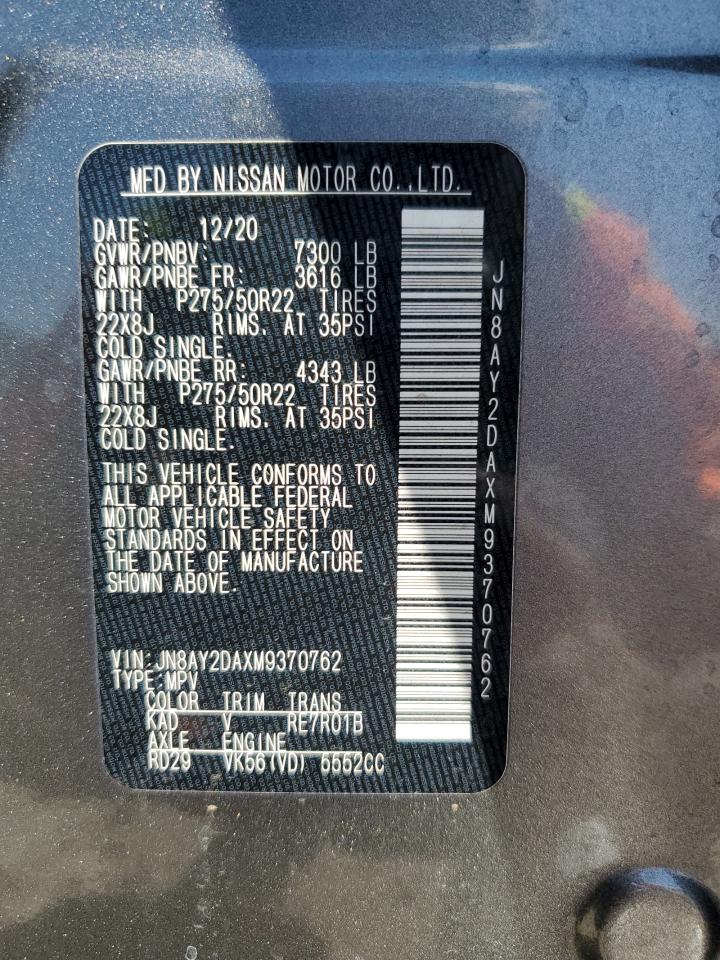 MFD BY NISSAN MOTOR CO.,LTD.
DATE: 12/20
GVWR/PNBV: 7300 LB
GAWR/PNBE FR: 3616 LB
WITH P275/50R22 TIRES
22X8J RIMS. AT 35PSI
COLD SINGLE.
GAWR/PNBE RR: 4343 LB
WITH P275/50R22 TIRES
22X8J RIMS. AT 35PSI
COLD SINGLE.
THIS VEHICLE CONFORMS TO
ALL APPLICABLE FEDERAL
MOTOR VEHICLE SAFETY
STANDARDS IN EFFECT ON
THE DATE OF MANUFACTURE
SHOWN ABOVE.
VIN:JN8AY2DAXM9370762
TYPE:MPV
COLOR TRIM TRANS
KAD V RE7R01B
AXLE ENGINE
RD29 VK56(VD) 5552CC
JN8AY2DAXM9370762